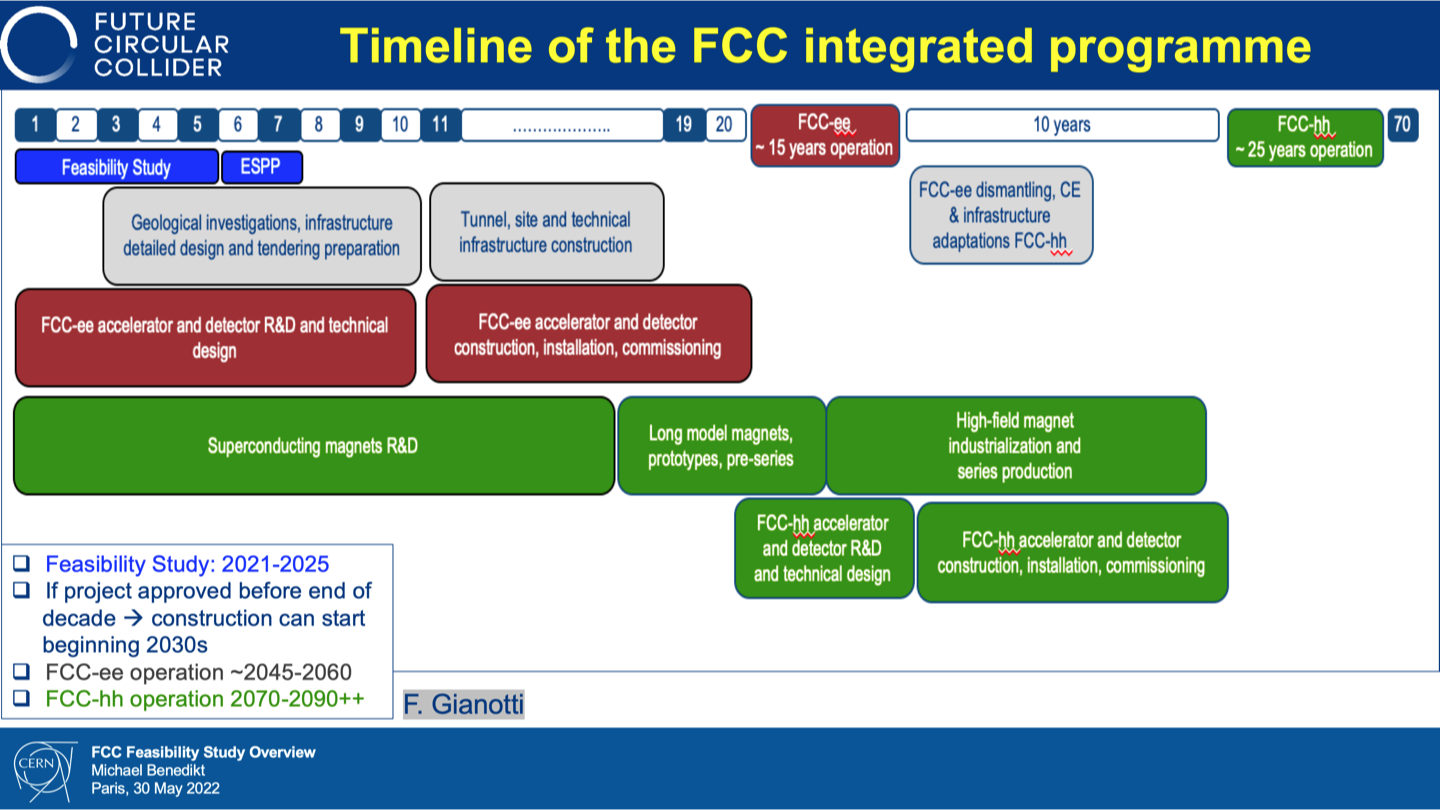 FUTURE
CIRCULAR
COLLIDER
Timeline of the FCC integrated programme
1 2 3 4 5 6 7 8 9 10 11 ................... 19 20
FCC-ee
~ 15 years operation
10 years
FCC-hh
~ 25 years operation
70
Feasibility Study
ESPP
Geological investigations, infrastructure
detailed design and tendering preparation
Tunnel, site and technical
infrastructure construction
FCC-ee dismantling, CE
& infrastructure
adaptations FCC-hh
FCC-ee accelerator and detector R&D and technical
design
FCC-ee accelerator and detector
construction, installation, commissioning
Superconducting magnets R&D
Long model magnets,
prototypes, pre-series
High-field magnet
industrialization and
series production
FCC-hh accelerator
and detector R&D
and technical design
FCC-hh accelerator and detector
construction, installation, commissioning
❑ Feasibility Study: 2021-2025
❑ If project approved before end of
decade → construction can start
beginning 2030s
❑ FCC-ee operation ~2045-2060
❑ FCC-hh operation 2070-2090++
F. Gianotti
CERN
FCC Feasibility Study Overview
Michael Benedikt
Paris, 30 May 2022